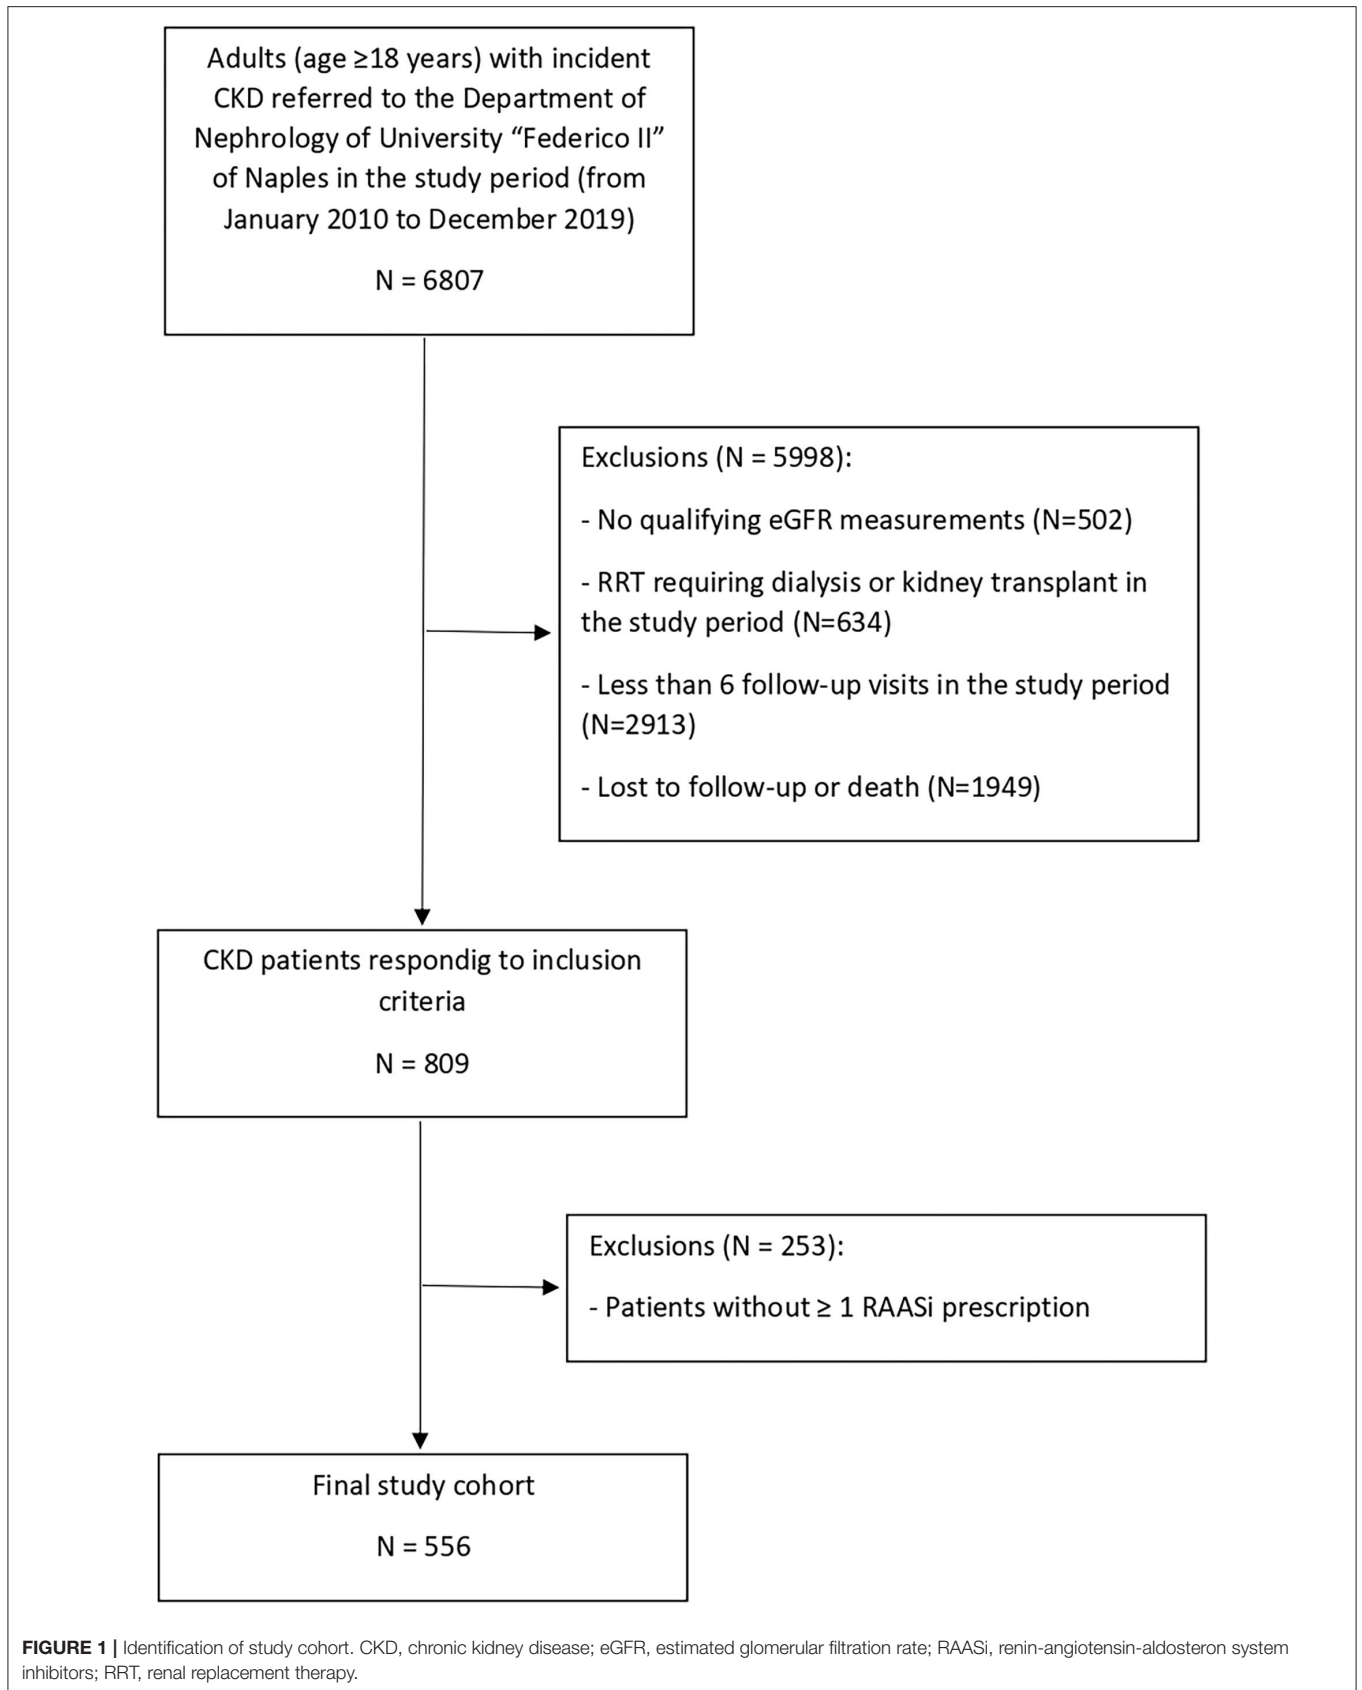 Adults (age ≥18 years) with incident
CKD referred to the Department of
Nephrology of University “Federico II”
of Naples in the study period (from
January 2010 to December 2019)
N = 6807
Exclusions (N = 5998):
- No qualifying eGFR measurements (N=502)
- RRT requiring dialysis or kidney transplant in
the study period (N=634)
- Less than 6 follow-up visits in the study period
(N=2913)
- Lost to follow-up or death (N=1949)
CKD patients respondig to inclusion
criteria
N = 809
Exclusions (N = 253):
- Patients without ≥ 1 RAASi prescription
Final study cohort
N = 556
FIGURE 1 | Identification of study cohort. CKD, chronic kidney disease; eGFR, estimated glomerular filtration rate; RAASi, renin-angiotensin-aldosteron system
inhibitors; RRT, renal replacement therapy.